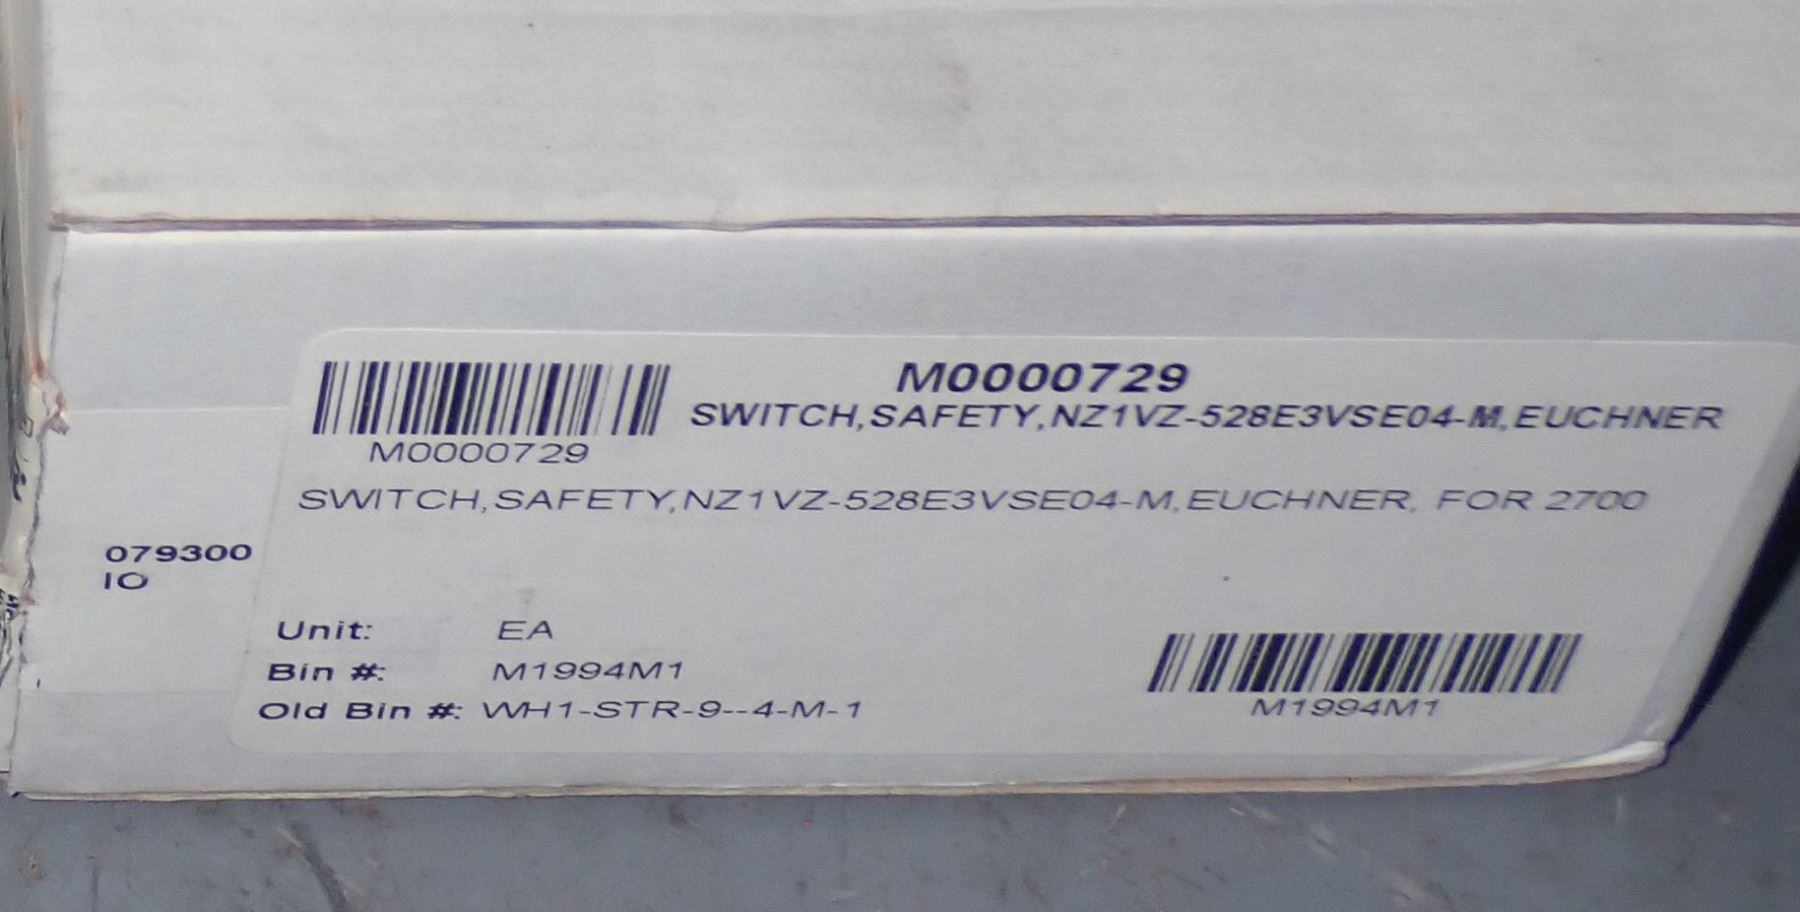 M0000729
SWITCH,SAFETY,NZ1VZ-528E3VSE04-M,EUCHNER
M0000729
SWITCH,SAFETY,NZ1VZ-528E3VSE04-M,EUCHNER, FOR 2700
079300
IO
Unit: EA
Bin #: M1994M1
Old Bin #: WH1-STR-9--4-M-1
M1994M1